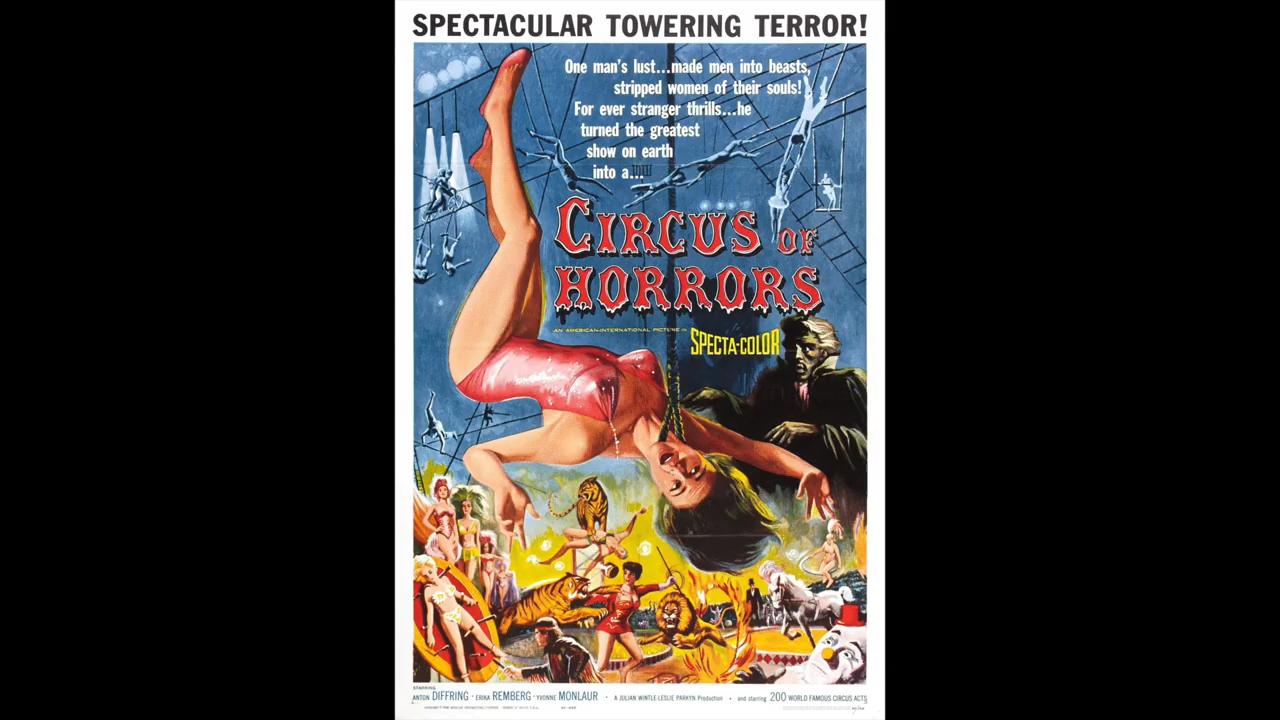 SPECTACULAR TOWERING TERROR!
One man's lust...made men into beasts,
stripped women of their souls!
For ever stranger thrills...he
turned the greatest
show on earth
into a...
CIRCUS OF
HORRORS
AN AMERICAN-INTERNATIONAL PICTURE IN
SPECTA-COLOR
STARRING
ANTON DIFFRING · ERIKA REMBERG · YVONNE MONLAUR · A JULIAN WINTLE-LESLIE PARKYN Production · and starring 200 WORLD FAMOUS CIRCUS ACTS